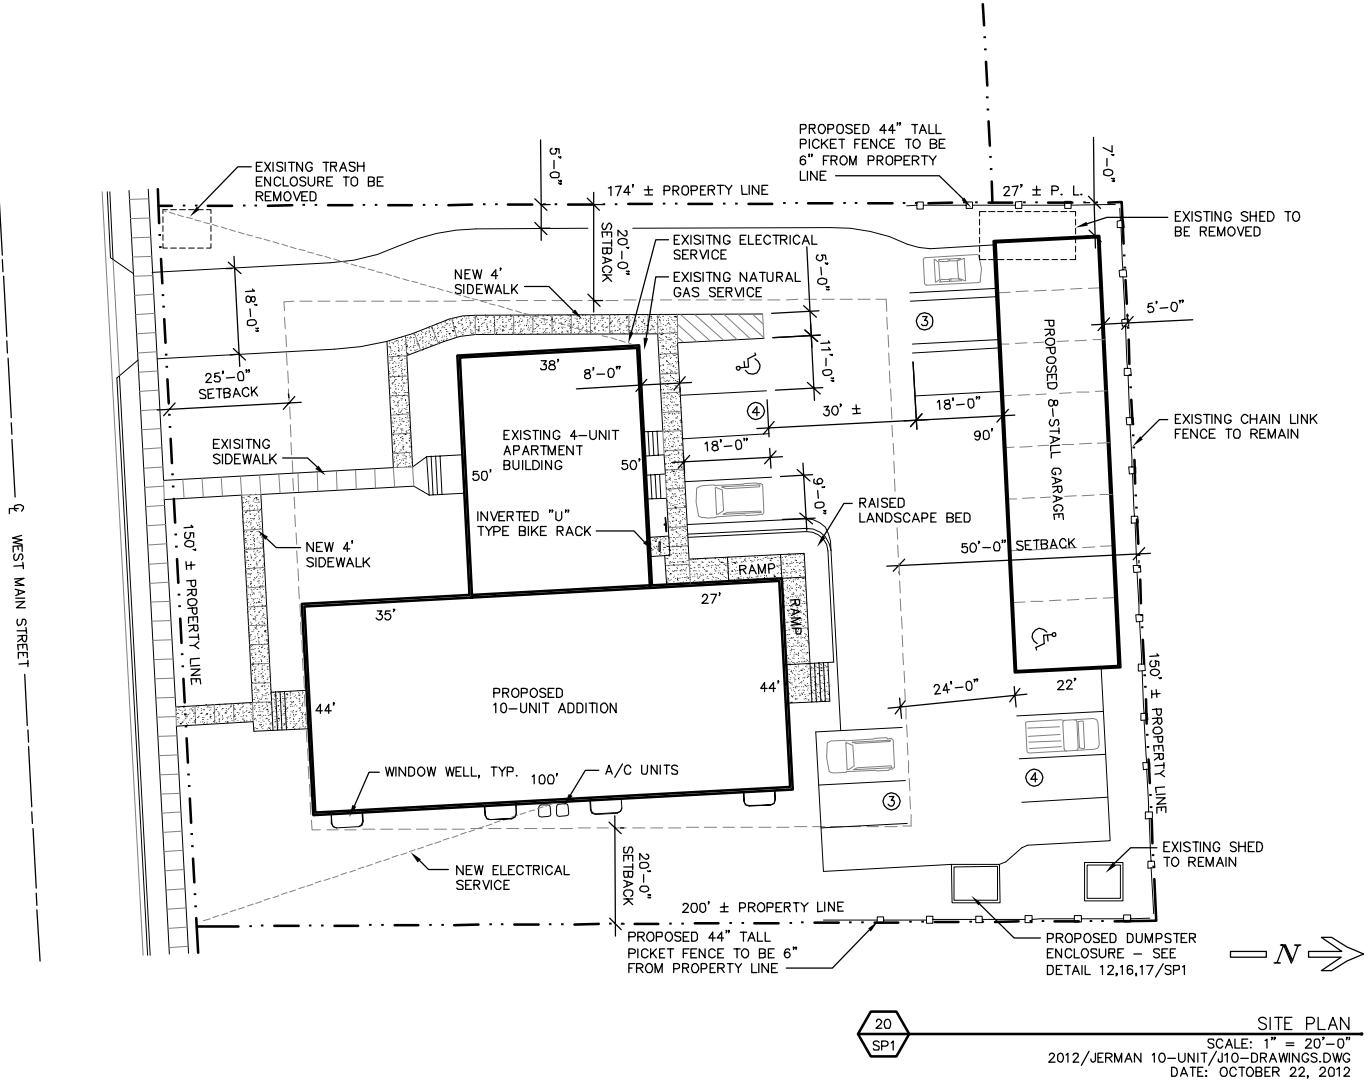 PROPOSED 44" TALL
PICKET FENCE TO BE
6" FROM PROPERTY
LINE
5'-0"
7'-0"
EXISITNG TRASH
ENCLOSURE TO BE
REMOVED
174' ± PROPERTY LINE
27' ± P. L.
EXISTING SHED TO
BE REMOVED
20'-0"
SETBACK
EXISITNG ELECTRICAL
SERVICE
NEW 4'
SIDEWALK
EXISITNG NATURAL
GAS SERVICE
5'-0"
18'-0"
3
5'-0"
PROPOSED 8-STALL GARAGE
11'-0"
38'
8'-0"
25'-0"
SETBACK
4
30' ±
18'-0"
90'
EXISTING CHAIN LINK
FENCE TO REMAIN
EXISITNG
SIDEWALK
EXISTING 4-UNIT
APARTMENT
BUILDING
50'
50'
18'-0"
9'-0"
RAISED
LANDSCAPE BED
INVERTED "U"
TYPE BIKE RACK
℄ WEST MAIN STREET
150' ± PROPERTY LINE
NEW 4'
SIDEWALK
50'-0" SETBACK
RAMP
RAMP
35'
27'
44'
PROPOSED
10-UNIT ADDITION
44'
24'-0"
22'
150' ± PROPERTY LINE
WINDOW WELL, TYP.
100'
A/C UNITS
4
3
NEW ELECTRICAL
SERVICE
20'-0"
SETBACK
EXISTING SHED
TO REMAIN
200' ± PROPERTY LINE
PROPOSED 44" TALL
PICKET FENCE TO BE 6"
FROM PROPERTY LINE
PROPOSED DUMPSTER
ENCLOSURE - SEE
DETAIL 12,16,17/SP1
N
20
SP1
SITE PLAN
SCALE: 1" = 20'-0"
2012/JERMAN 10-UNIT/J10-DRAWINGS.DWG
DATE: OCTOBER 22, 2012